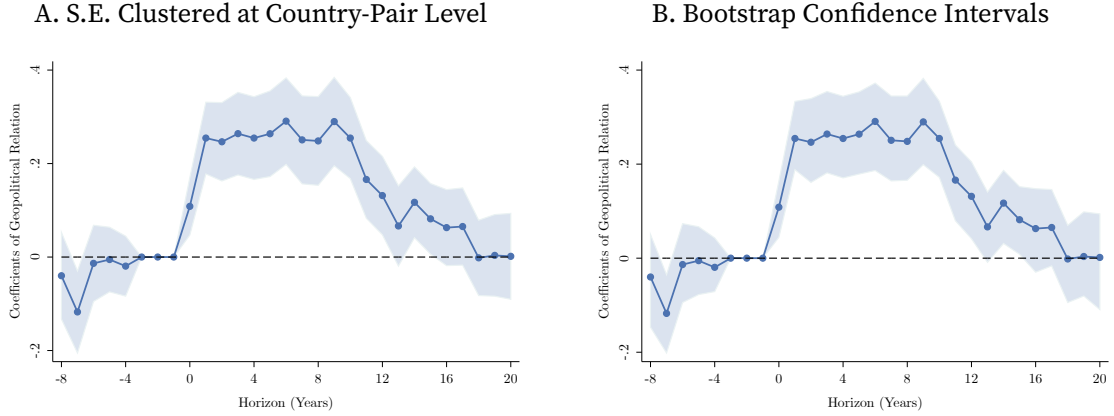 A. S.E. Clustered at Country-Pair Level
Coefficients of Geopolitical Relation
.4
.2
0
-.2
-8 -4 0 4 8 12 16 20
Horizon (Years)
B. Bootstrap Confidence Intervals
Coefficients of Geopolitical Relation
.4
.2
0
-.2
-8 -4 0 4 8 12 16 20
Horizon (Years)